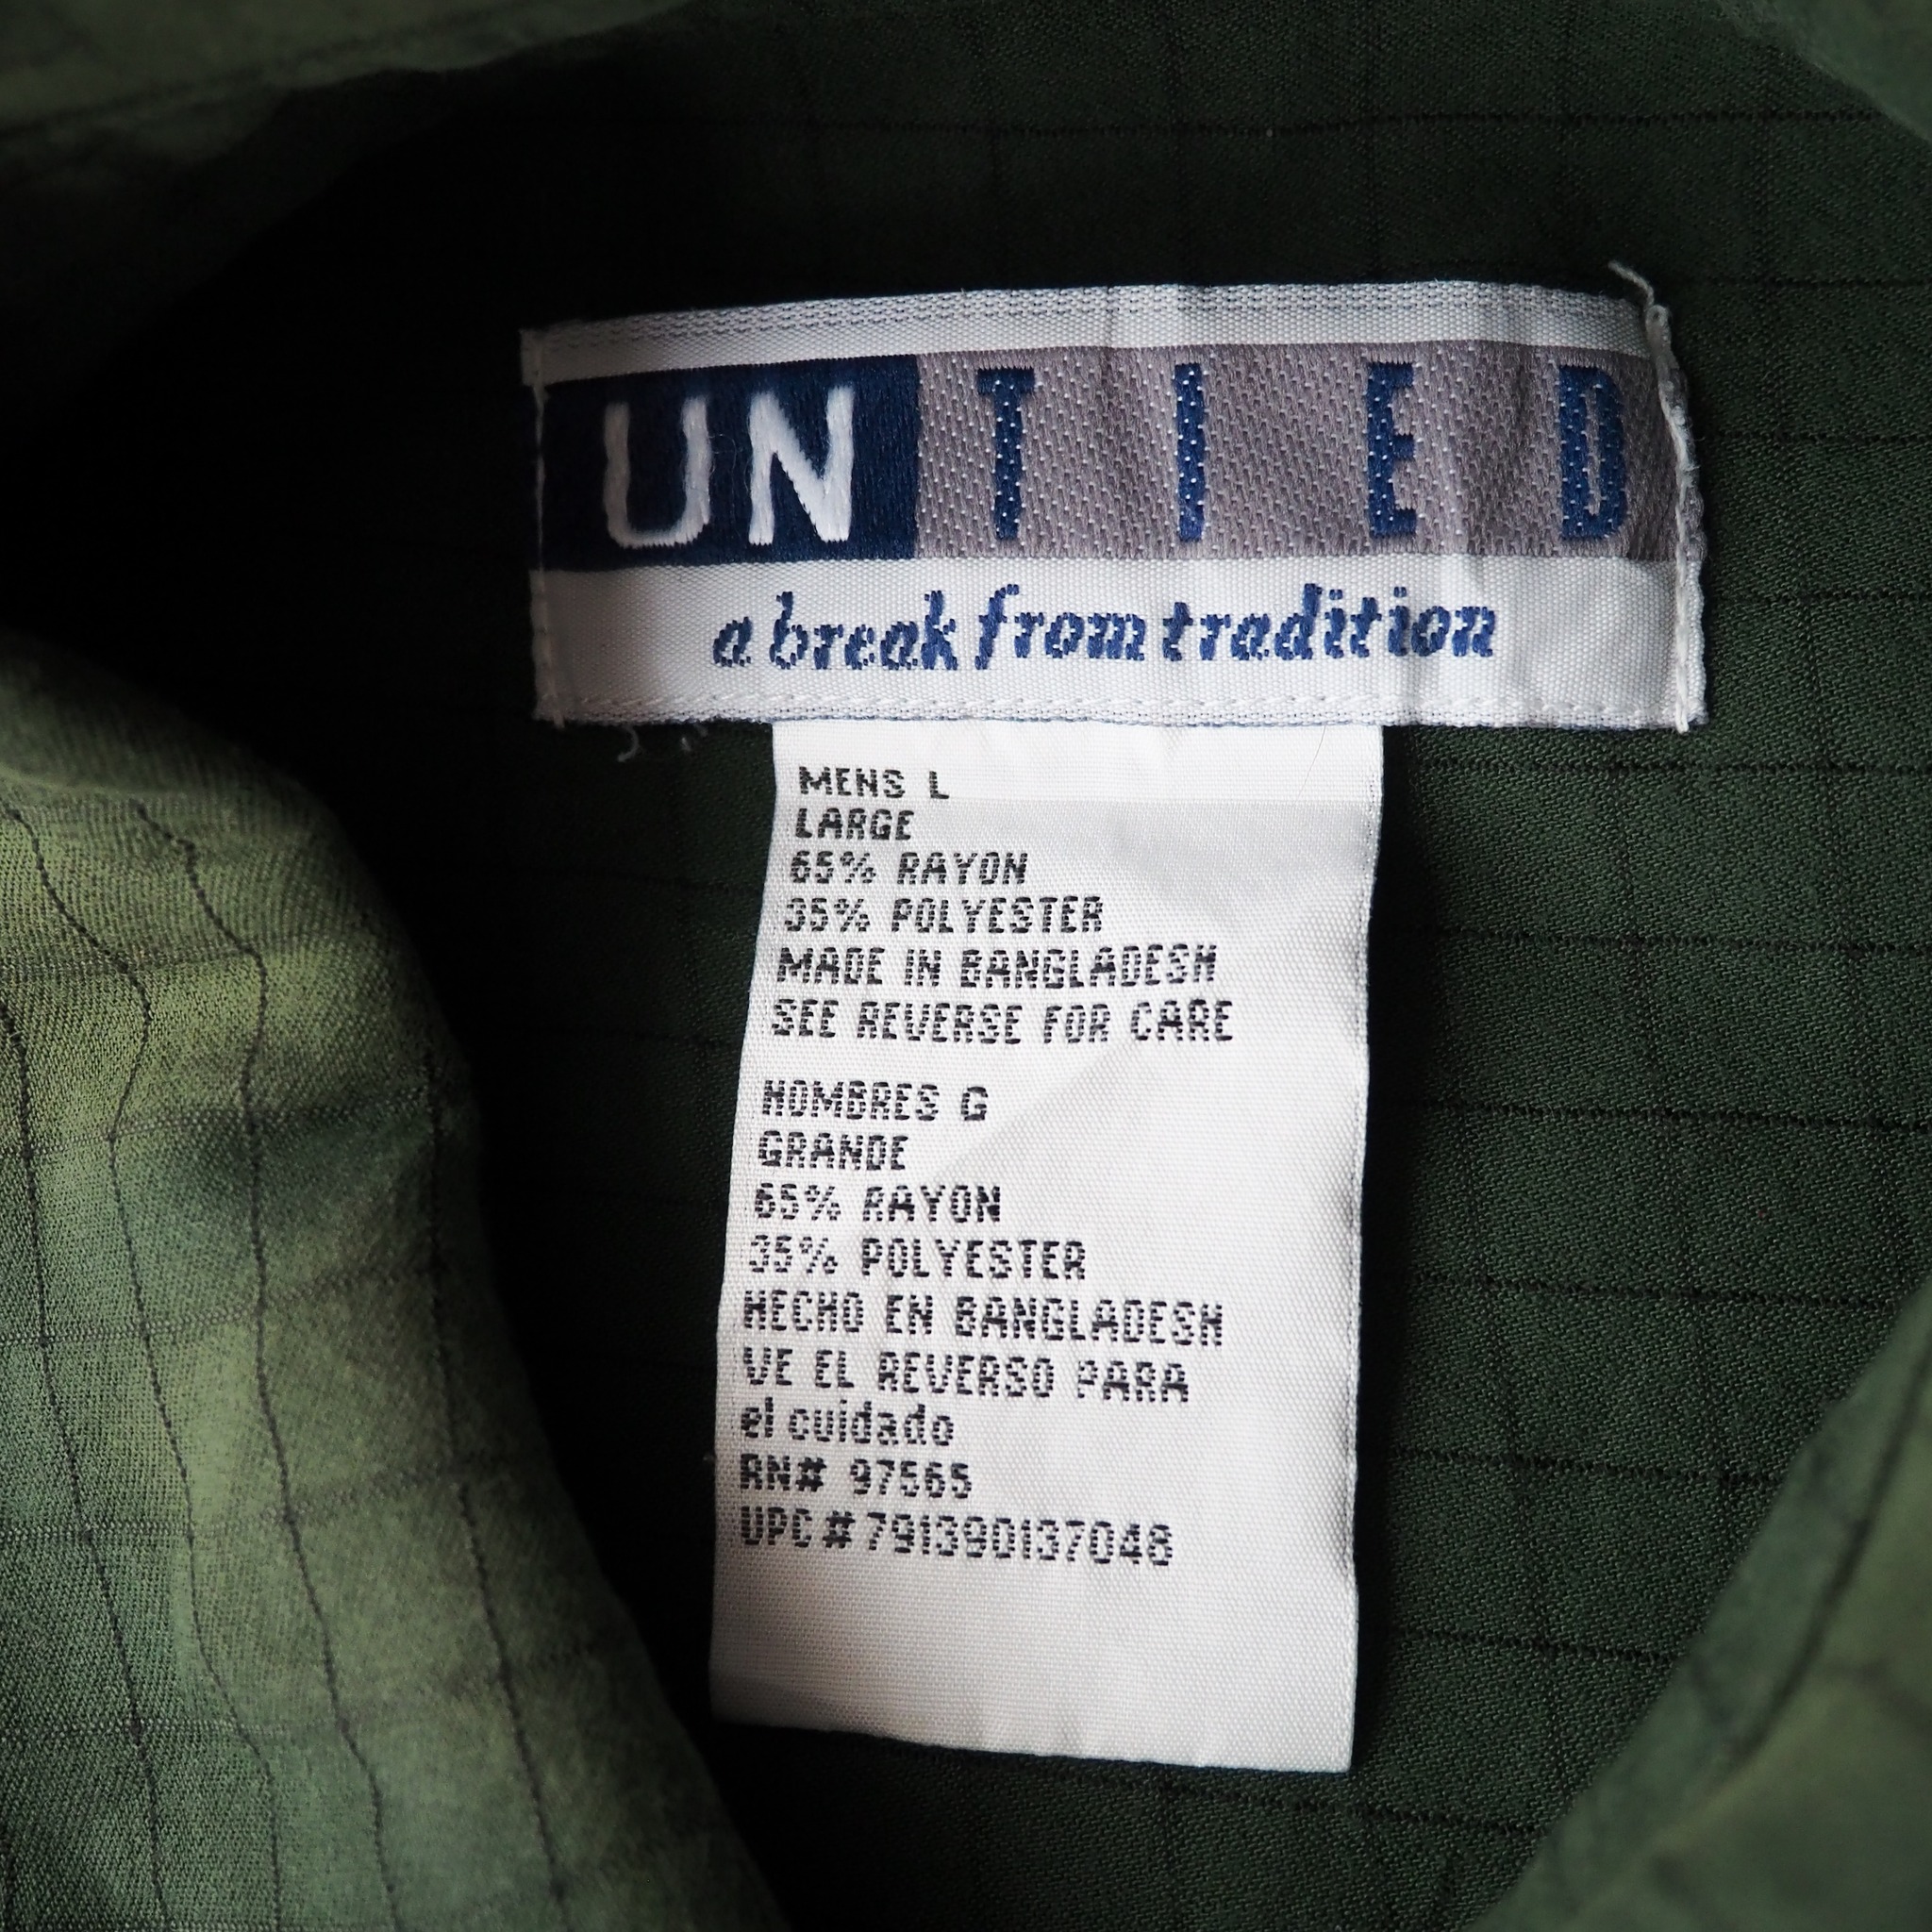 UNTIED
a break from tradition
MENS L
LARGE
65% RAYON
35% POLYESTER
MADE IN BANGLADESH
SEE REVERSE FOR CARE
HOMBRES G
GRANDE
65% RAYON
35% POLYESTER
HECHO EN BANGLADESH
VE EL REVERSO PARA
el cuidado
RN# 97565
UPC#791390137046